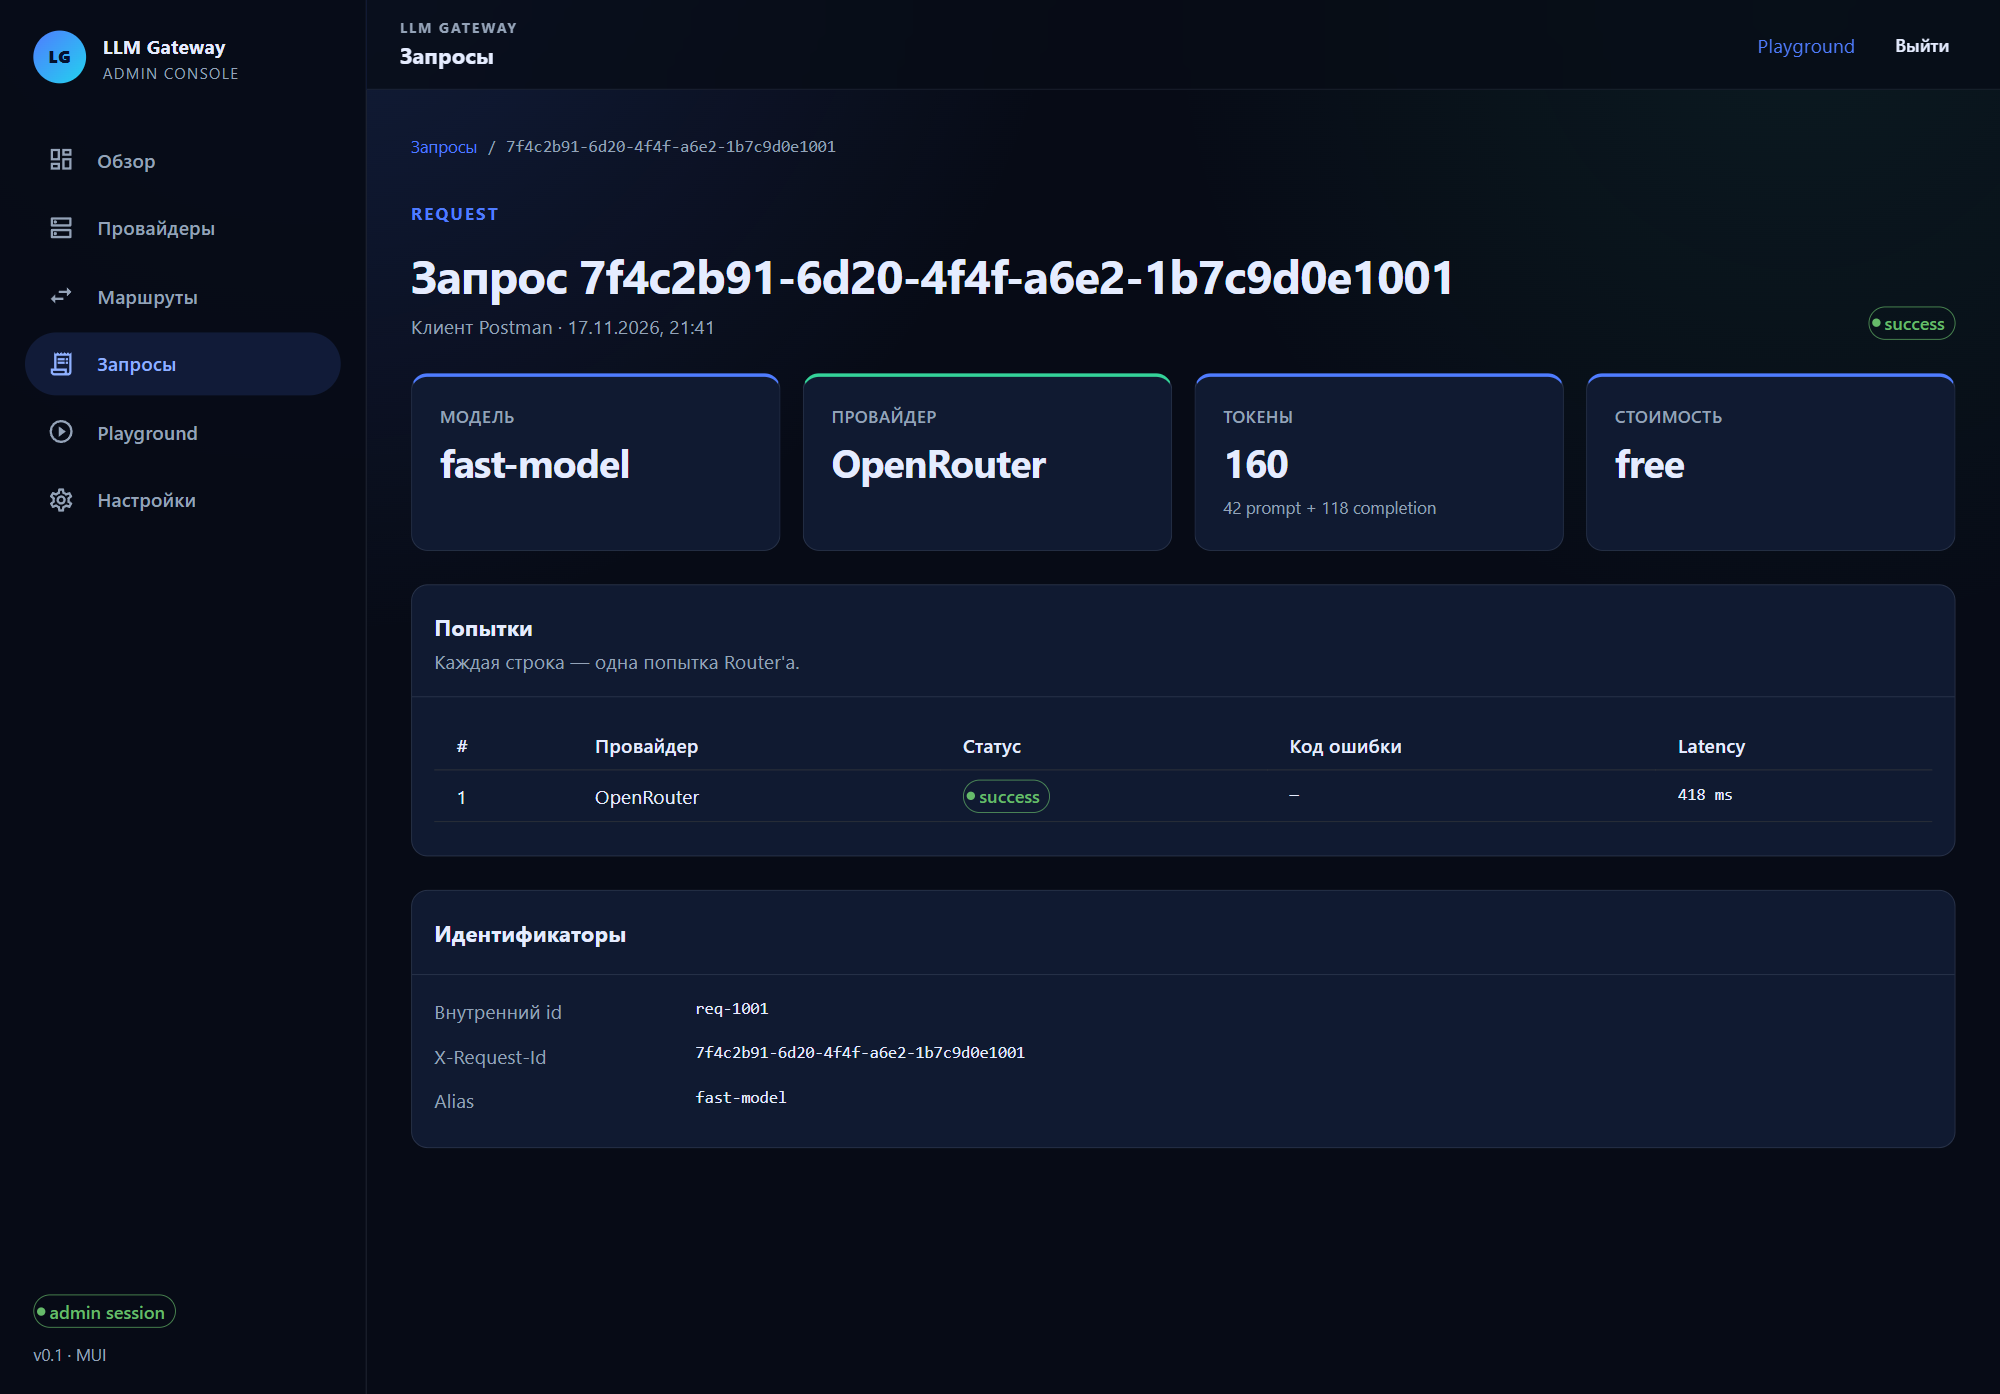 LG
LLM Gateway
ADMIN CONSOLE
Обзор
Провайдеры
Маршруты
Запросы
Playground
Настройки
admin session
v0.1 · MUI
LLM GATEWAY
Запросы
Playground
Выйти
Запросы / 7f4c2b91-6d20-4f4f-a6e2-1b7c9d0e1001
REQUEST
Запрос 7f4c2b91-6d20-4f4f-a6e2-1b7c9d0e1001
Клиент Postman · 17.11.2026, 21:41
success
МОДЕЛЬ
fast-model
ПРОВАЙДЕР
OpenRouter
ТОКЕНЫ
160
42 prompt + 118 completion
СТОИМОСТЬ
free
Попытки
Каждая строка — одна попытка Router'а.
# Провайдер Статус Код ошибки Latency
1 OpenRouter success — 418 ms
Идентификаторы
Внутренний id req-1001
X-Request-Id 7f4c2b91-6d20-4f4f-a6e2-1b7c9d0e1001
Alias fast-model